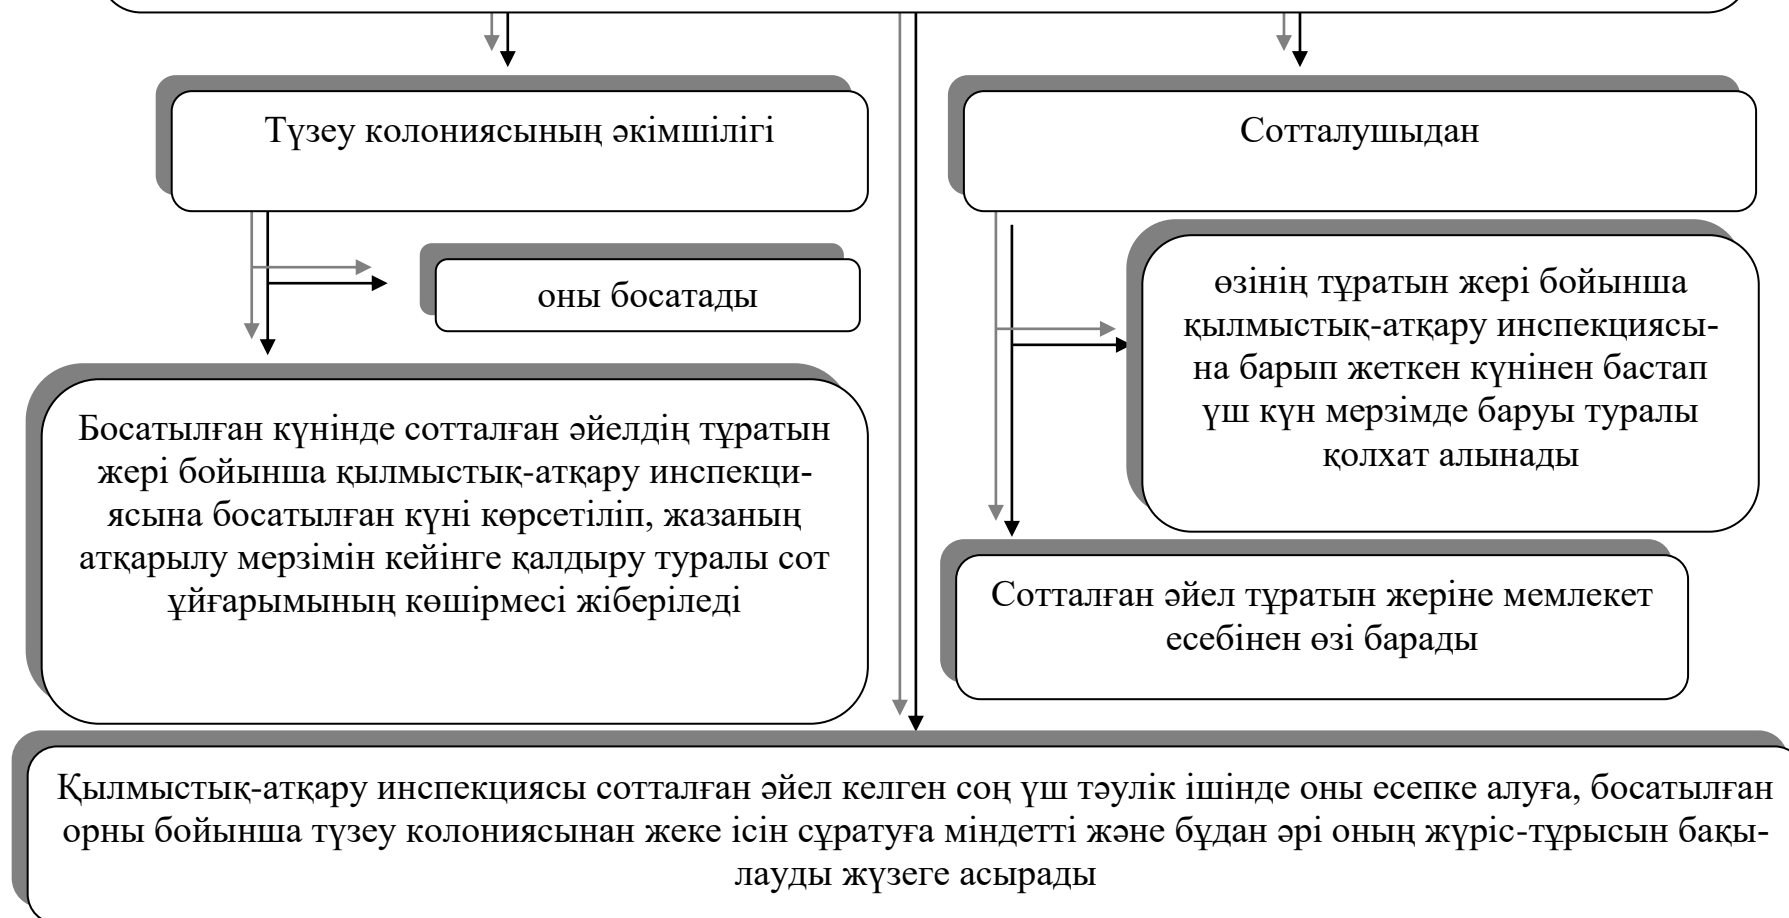 Түзеу колониясының әкімшілігі
Сотталушыдан
оны босатады
өзінің тұратын жері бойынша
қылмыстық-атқару инспекциясы-
на барып жеткен күнінен бастап
үш күн мерзімде баруы туралы
қолхат алынады
Босатылған күнінде сотталған әйелдің тұратын
жері бойынша қылмыстық-атқару инспекци-
ясына босатылған күні көрсетіліп, жазаның
атқарылу мерзімін кейінге қалдыру туралы сот
ұйғарымының көшірмесі жіберіледі
Сотталған әйел тұратын жеріне мемлекет
есебінен өзі барады
Қылмыстық-атқару инспекциясы сотталған әйел келген соң үш тәулік ішінде оны есепке алуға, босатылған
орны бойынша түзеу колониясынан жеке ісін сұратуға міндетті және бұдан әрі оның жүріс-тұрысын бақы-
лауды жүзеге асырады